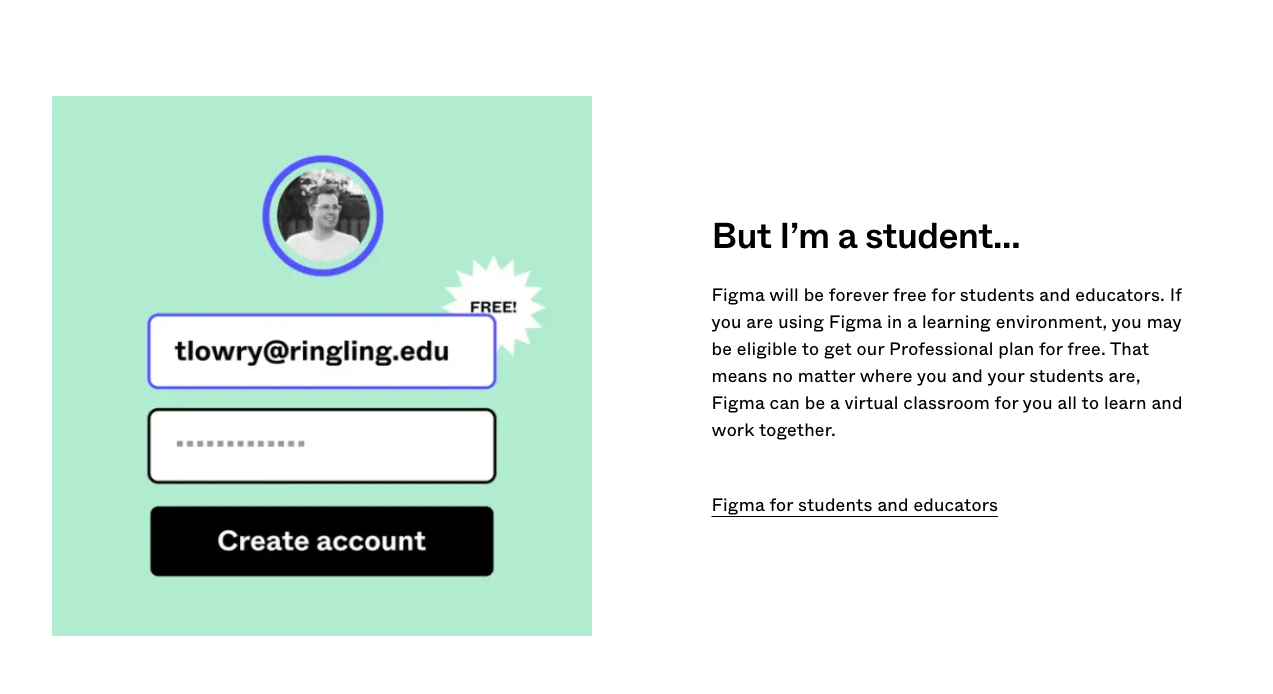 FREE!
tlowry@ringling.edu
Create account
But I’m a student...
Figma will be forever free for students and educators. If
you are using Figma in a learning environment, you may
be eligible to get our Professional plan for free. That
means no matter where you and your students are,
Figma can be a virtual classroom for you all to learn and
work together.
Figma for students and educators